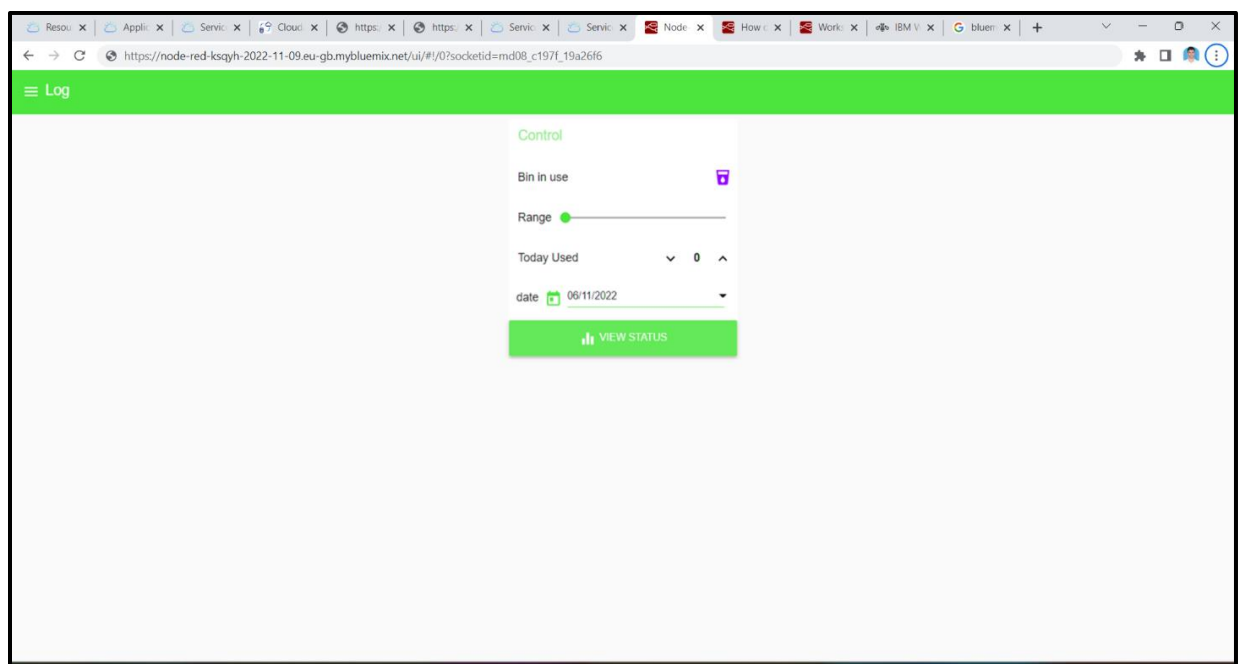 Resou Applic Servic Cloud https: https: Servic Servic Node How c Works IBM W bluem
https://node-red-ksqyh-2022-11-09.eu-gb.mybluemix.net/ui/#!/0?socketid=md08_c197f_19a26f6
Log
Control
Bin in use
Range
Today Used 0
date 06/11/2022
VIEW STATUS